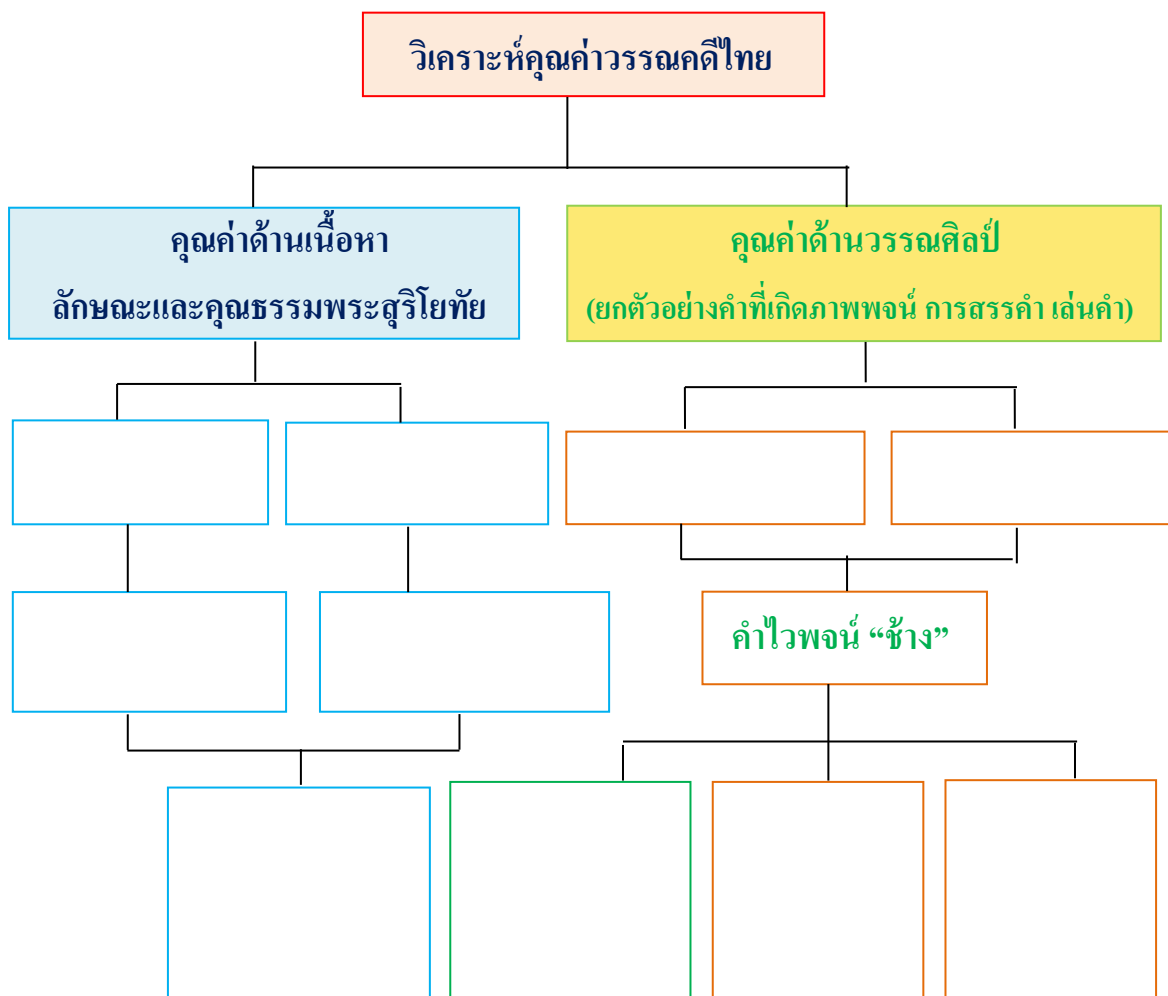 วิเคราะห์คุณค่าวรรณคดีไทย
คุณค่าด้านเนื้อหา
ลักษณะและคุณธรรมพระสุริโยทัย
คุณค่าด้านวรรณศิลป์
(ยกตัวอย่างคำที่เกิดภาพพจน์ การสรรคำ เล่นคำ)
คำไวพจน์ “ช้าง”